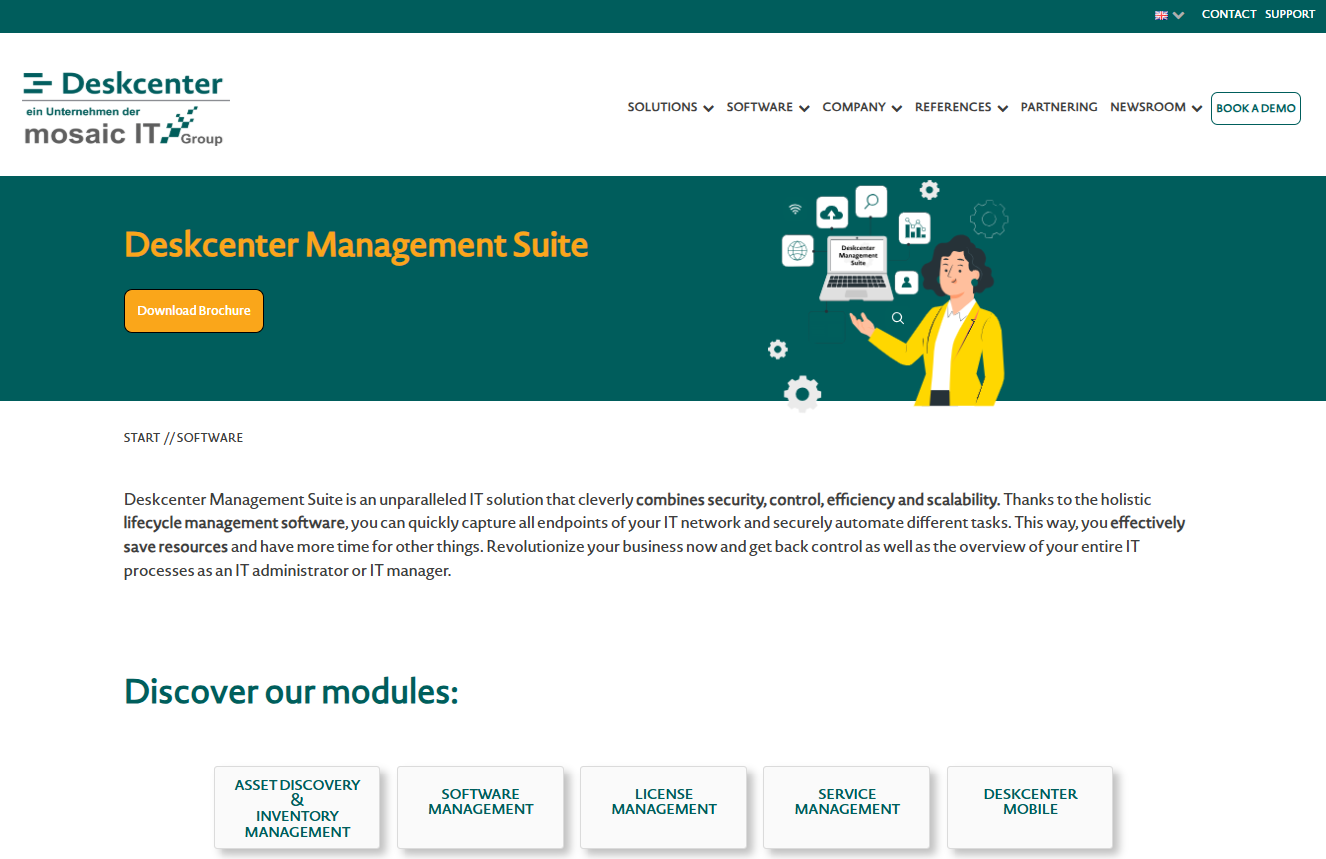 CONTACT SUPPORT
Deskcenter
ein Unternehmen der
mosaic IT Group
SOLUTIONS SOFTWARE COMPANY REFERENCES PARTNERING NEWSROOM BOOK A DEMO
Deskcenter Management Suite
Download Brochure
Deskcenter
Management
Suite
START // SOFTWARE
Deskcenter Management Suite is an unparalleled IT solution that cleverly combines security, control, efficiency and scalability. Thanks to the holistic
lifecycle management software, you can quickly capture all endpoints of your IT network and securely automate different tasks. This way, you effectively
save resources and have more time for other things. Revolutionize your business now and get back control as well as the overview of your entire IT
processes as an IT administrator or IT manager.
Discover our modules:
ASSET DISCOVERY
&
INVENTORY
MANAGEMENT
SOFTWARE
MANAGEMENT
LICENSE
MANAGEMENT
SERVICE
MANAGEMENT
DESKCENTER
MOBILE